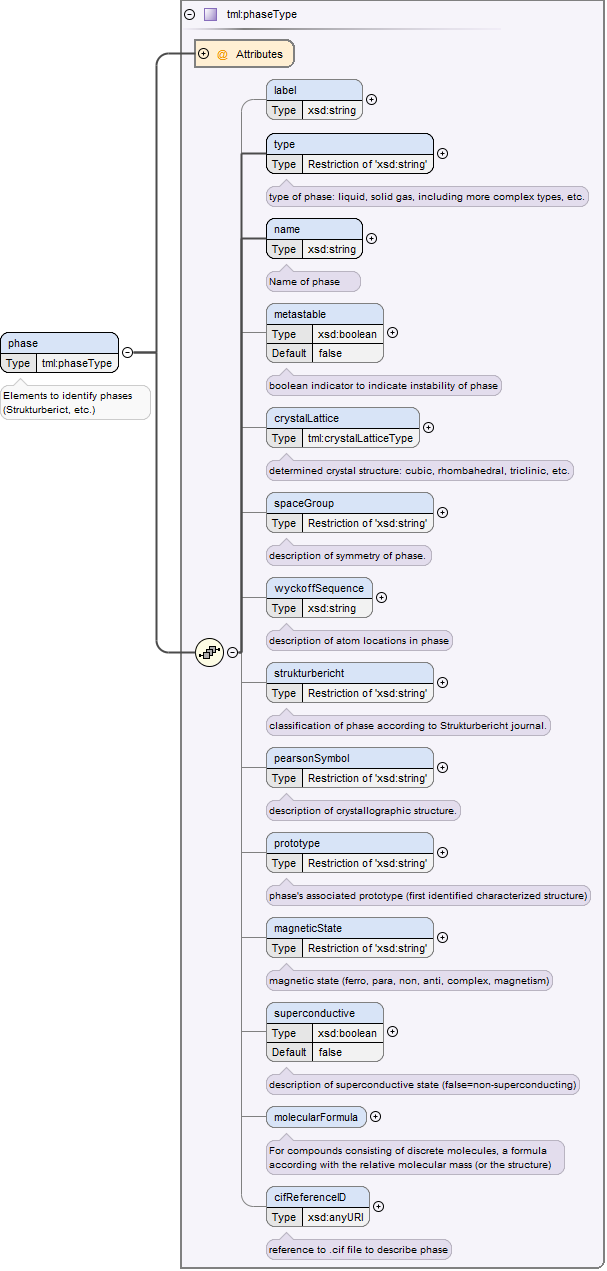 tml:phaseType
@ Attributes
label
Type xsd:string
type
Type Restriction of 'xsd:string'
type of phase: liquid, solid gas, including more complex types, etc.
name
Type xsd:string
Name of phase
phase
Type tml:phaseType
Elements to identify phases
(Strukturberict, etc.)
metastable
Type xsd:boolean
Default false
boolean indicator to indicate instability of phase
crystalLattice
Type tml:crystalLatticeType
determined crystal structure: cubic, rhombahedral, triclinic, etc.
spaceGroup
Type Restriction of 'xsd:string'
description of symmetry of phase.
wyckoffSequence
Type xsd:string
description of atom locations in phase
strukturbericht
Type Restriction of 'xsd:string'
classification of phase according to Strukturbericht journal.
pearsonSymbol
Type Restriction of 'xsd:string'
description of crystallographic structure.
prototype
Type Restriction of 'xsd:string'
phase's associated prototype (first identified characterized structure)
magneticState
Type Restriction of 'xsd:string'
magnetic state (ferro, para, non, anti, complex, magnetism)
superconductive
Type xsd:boolean
Default false
description of superconductive state (false=non-superconducting)
molecularFormula
For compounds consisting of discrete molecules, a formula
according with the relative molecular mass (or the structure)
cifReferenceID
Type xsd:anyURI
reference to .cif file to describe phase